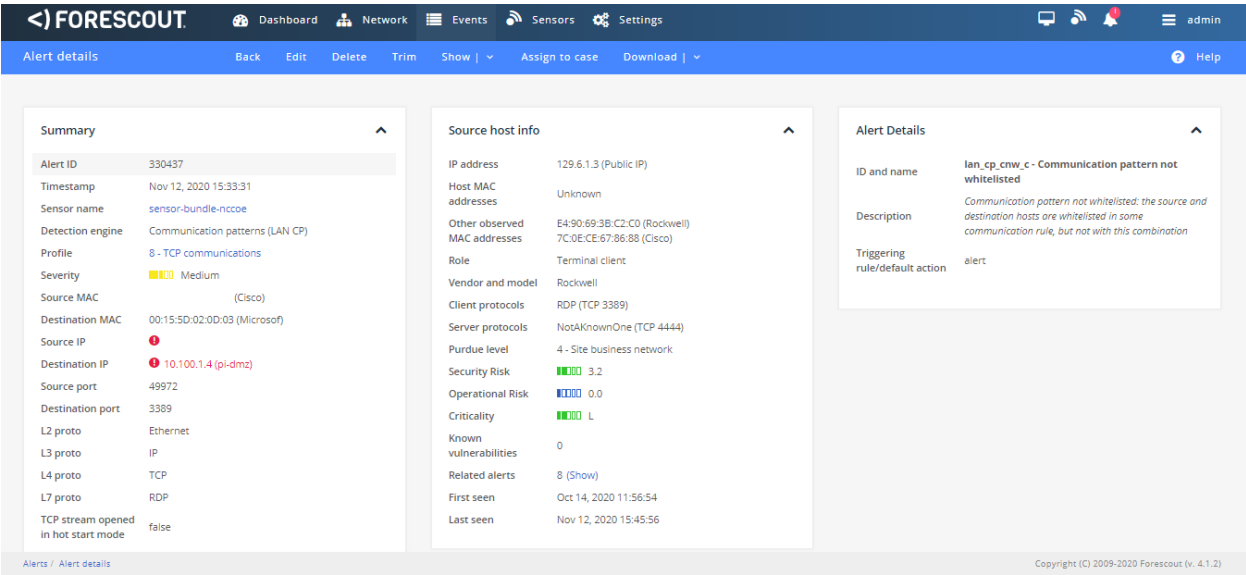 <) FORESCOUT.
Dashboard Network Events Sensors Settings
! admin
Alert details Back Edit Delete Trim Show | Assign to case Download | ? Help
Summary
Alert ID 330437
Timestamp Nov 12, 2020 15:33:31
Sensor name sensor-bundle-nccoe
Detection engine Communication patterns (LAN CP)
Profile 8 - TCP communications
Severity Medium
Source MAC (Cisco)
Destination MAC 00:15:5D:02:0D:03 (Microsof)
Source IP !
Destination IP ! 10.100.1.4 (pi-dmz)
Source port 49972
Destination port 3389
L2 proto Ethernet
L3 proto IP
L4 proto TCP
L7 proto RDP
TCP stream opened
in hot start mode false
Source host info
IP address 129.6.1.3 (Public IP)
Host MAC
addresses Unknown
Other observed E4:90:69:3B:C2:C0 (Rockwell)
MAC addresses 7C:0E:CE:67:86:88 (Cisco)
Role Terminal client
Vendor and model Rockwell
Client protocols RDP (TCP 3389)
Server protocols NotAKnownOne (TCP 4444)
Purdue level 4 - Site business network
Security Risk 3.2
Operational Risk 0.0
Criticality L
Known
vulnerabilities 0
Related alerts 8 (Show)
First seen Oct 14, 2020 11:56:54
Last seen Nov 12, 2020 15:45:56
Alert Details
ID and name lan_cp_cnw_c - Communication pattern not
whitelisted
Description Communication pattern not whitelisted: the source and
destination hosts are whitelisted in some
communication rule, but not with this combination
Triggering
rule/default action alert
Alerts / Alert details
Copyright (C) 2009-2020 Forescout (v. 4.1.2)